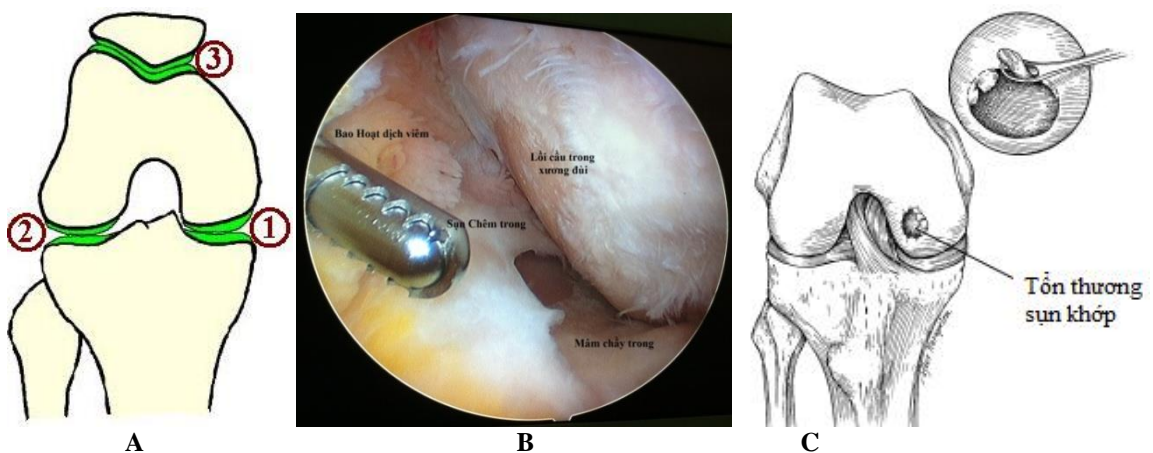 3
2
1
Bao Hoạt dịch viêm
Lồi cầu trong
xương đùi
Sụn Chêm trong
Mâm chầy trong
Tổn thương
sụn khớp
A
B
C